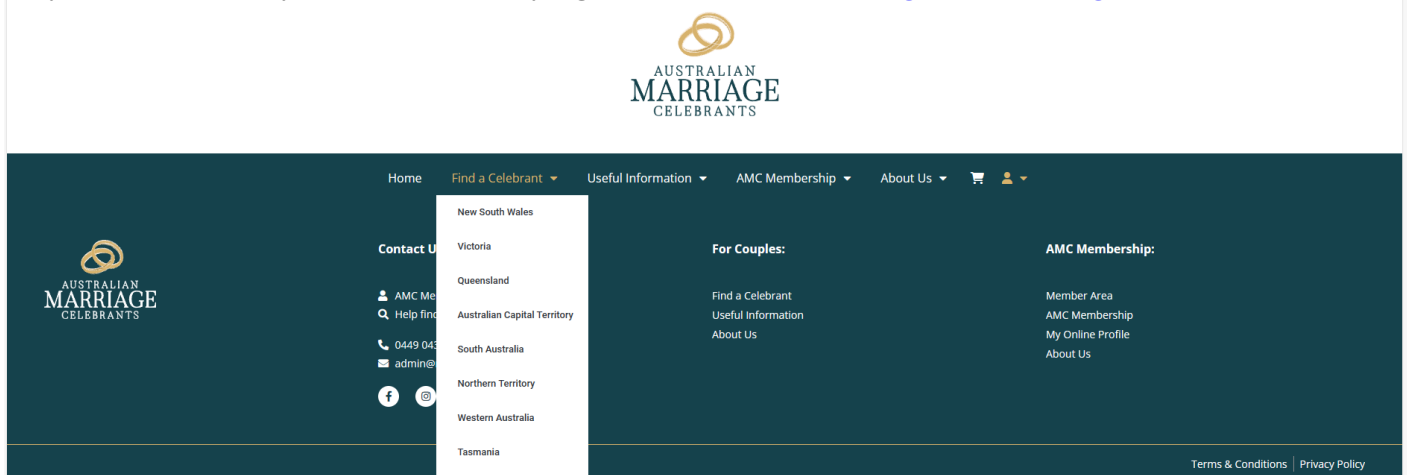 AUSTRALIAN
MARRIAGE
CELEBRANTS
Home Find a Celebrant Useful Information AMC Membership About Us
New South Wales
Victoria
Queensland
Australian Capital Territory
South Australia
Northern Territory
Western Australia
Tasmania
AUSTRALIAN
MARRIAGE
CELEBRANTS
Contact U
AMC Me
Help find
0449 043
admin@
For Couples:
Find a Celebrant
Useful Information
About Us
AMC Membership:
Member Area
AMC Membership
My Online Profile
About Us
Terms & Conditions | Privacy Policy